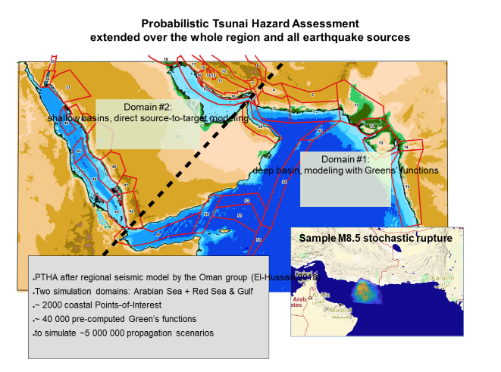 Probabilistic Tsunai Hazard Assessment
extended over the whole region and all earthquake sources
Domain #2:
shallow basins, direct source-to-target modeling
Domain #1:
deep basin, modeling with Greens' functions
Sample M8.5 stochastic rupture
Arab
ates
.PTHA after regional seismic model by the Oman group (El-Hussain
.Two simulation domains: Arabian Sea + Red Sea & Gulf
.~ 2000 coastal Points-of-Interest
.~ 40 000 pre-computed Green's functions
.to simulate ~5 000 000 propagation scenarios